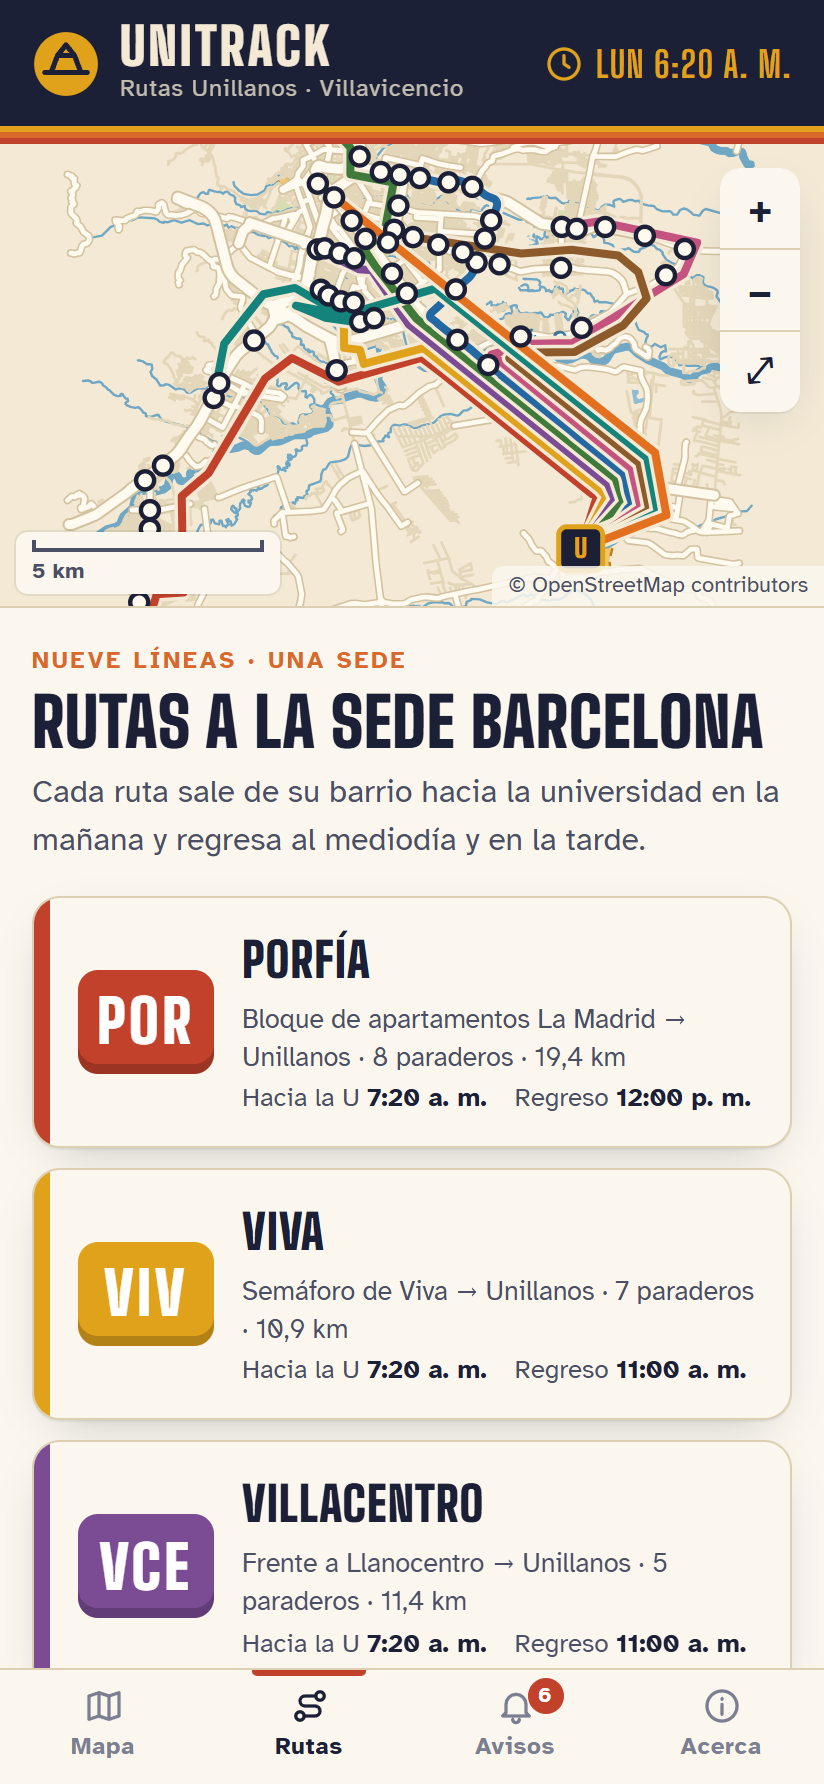 UNITRACK
Rutas Unillanos · Villavicencio
LUN 6:20 A. M.
+
−
U
5 km
© OpenStreetMap contributors
NUEVE LÍNEAS · UNA SEDE
RUTAS A LA SEDE BARCELONA
Cada ruta sale de su barrio hacia la universidad en la
mañana y regresa al mediodía y en la tarde.
POR
PORFÍA
Bloque de apartamentos La Madrid →
Unillanos · 8 paraderos · 19,4 km
Hacia la U 7:20 a. m. Regreso 12:00 p. m.
VIV
VIVA
Semáforo de Viva → Unillanos · 7 paraderos
· 10,9 km
Hacia la U 7:20 a. m. Regreso 11:00 a. m.
VCE
VILLACENTRO
Frente a Llanocentro → Unillanos · 5
paraderos · 11,4 km
Hacia la U 7:20 a. m. Regreso 11:00 a. m.
6
Mapa
Rutas
Avisos
Acerca